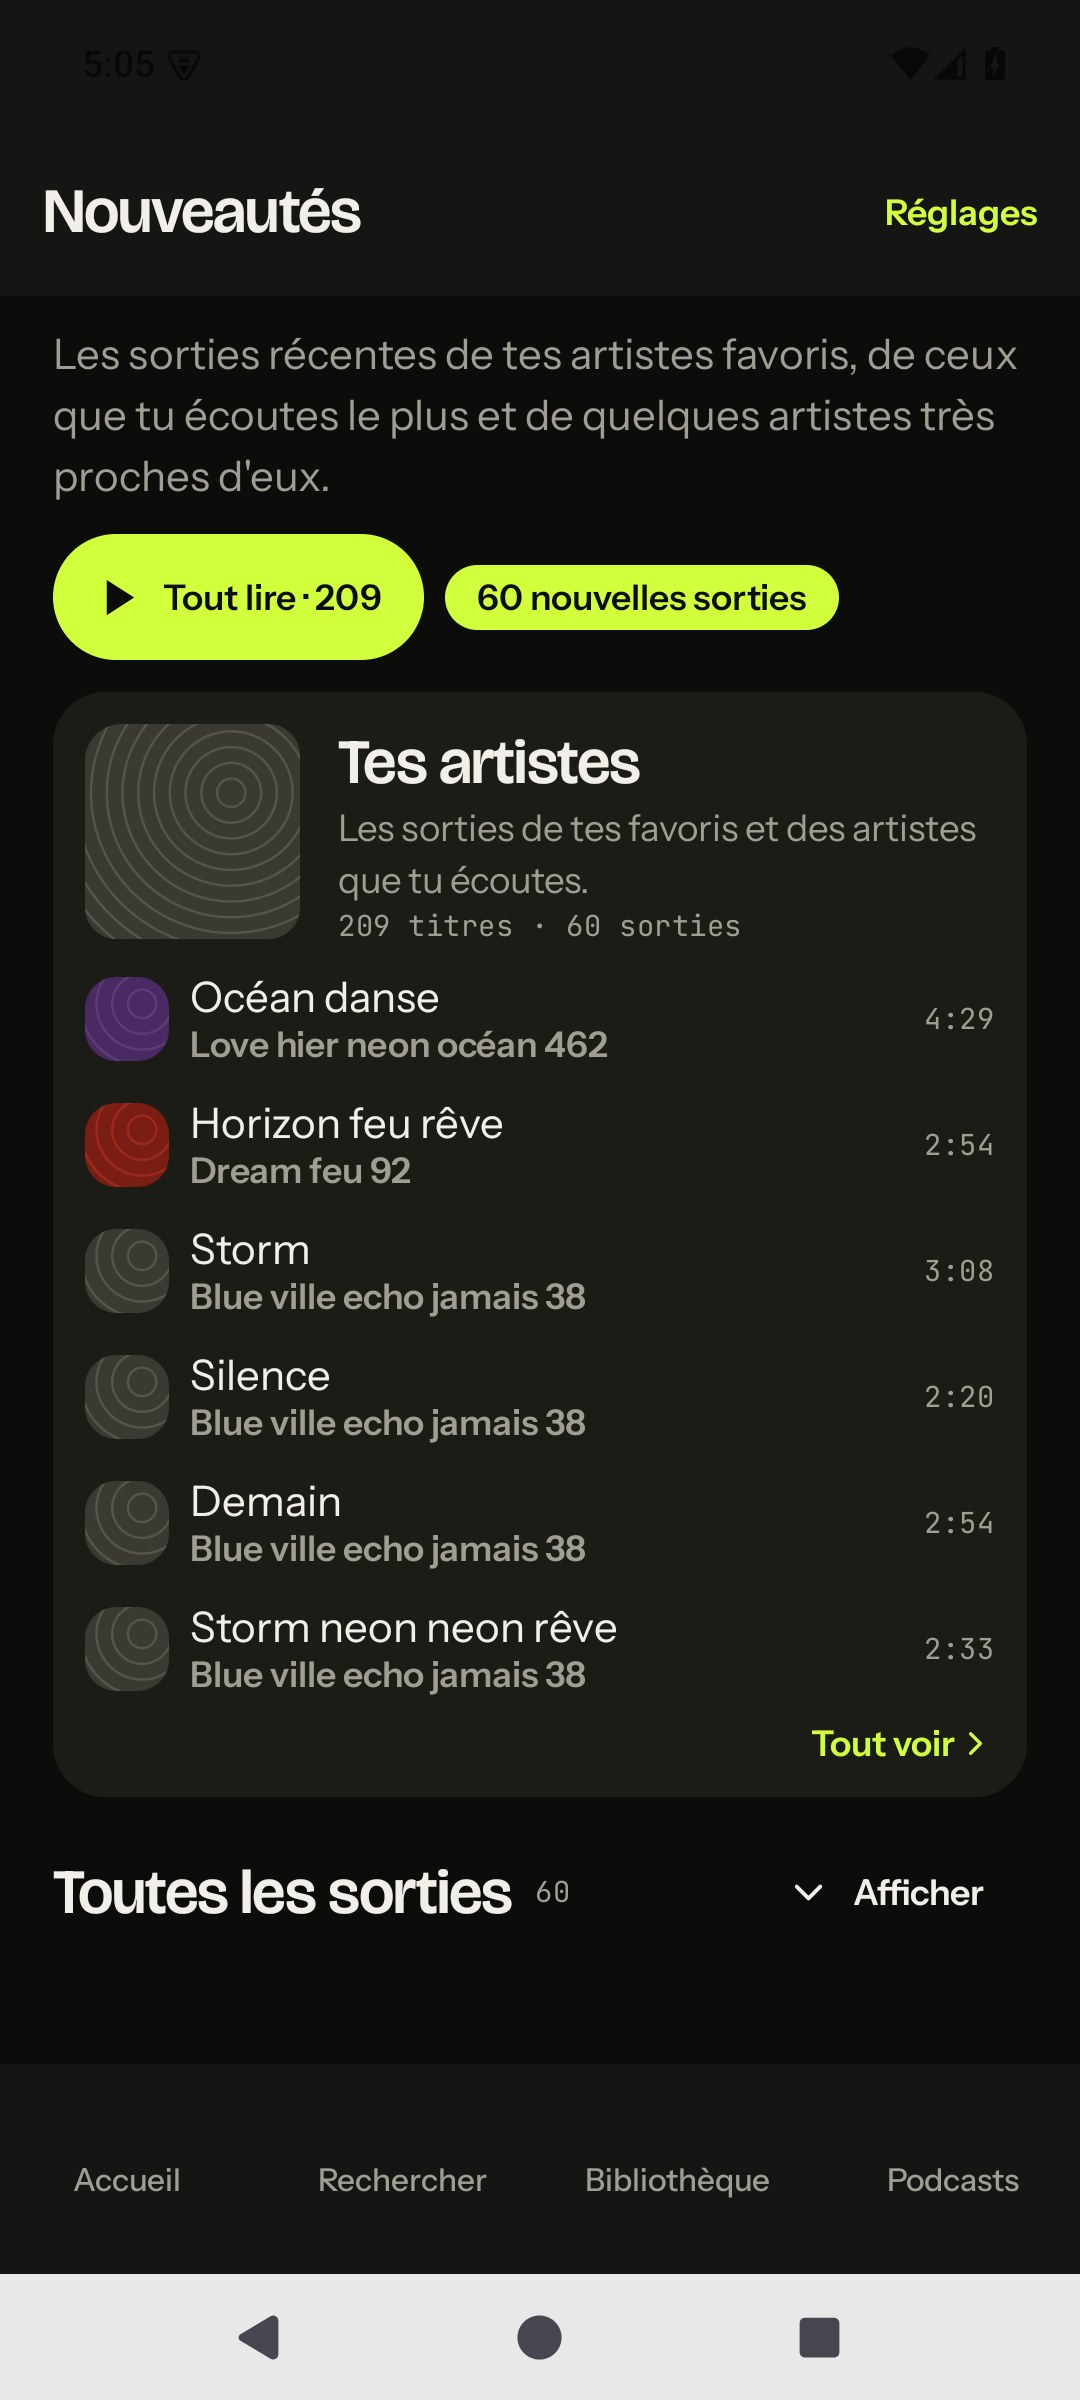 5:05
Nouveautés
Réglages
Les sorties récentes de tes artistes favoris, de ceux
que tu écoutes le plus et de quelques artistes très
proches d'eux.
Tout lire · 209
60 nouvelles sorties
Tes artistes
Les sorties de tes favoris et des artistes
que tu écoutes.
209 titres · 60 sorties
Océan danse
Love hier neon océan 462
4:29
Horizon feu rêve
Dream feu 92
2:54
Storm
Blue ville echo jamais 38
3:08
Silence
Blue ville echo jamais 38
2:20
Demain
Blue ville echo jamais 38
2:54
Storm neon neon rêve
Blue ville echo jamais 38
2:33
Tout voir
Toutes les sorties 60
Afficher
Accueil
Rechercher
Bibliothèque
Podcasts